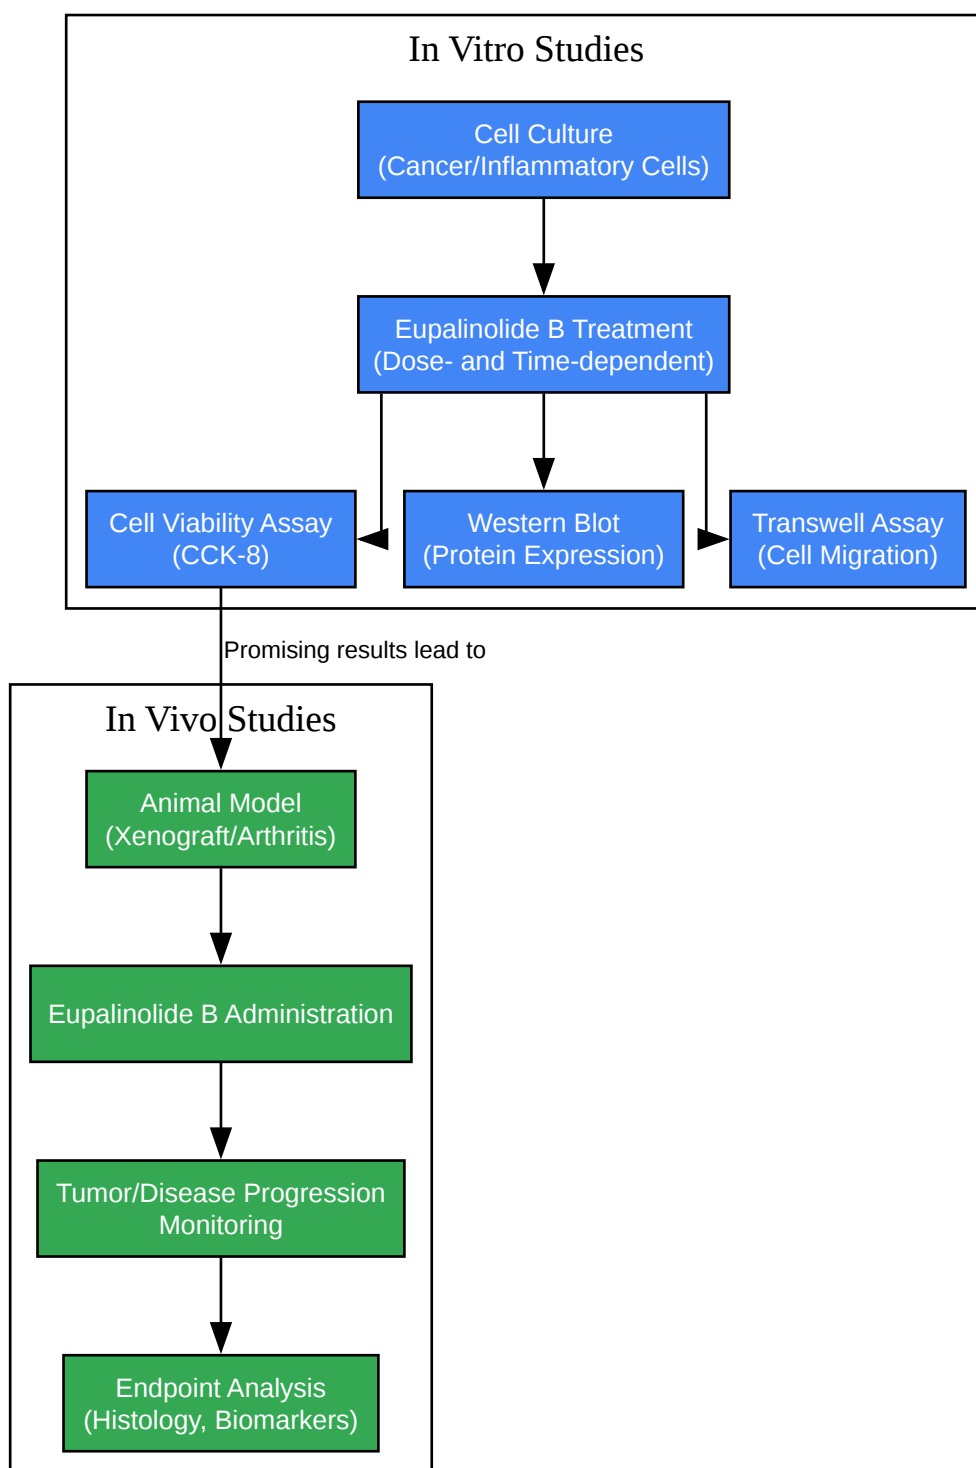 In Vitro Studies
Cell Culture
(Cancer/Inflammatory Cells)
Eupalinolide B Treatment
(Dose- and Time-dependent)
Cell Viability Assay
(CCK-8)
Western Blot
(Protein Expression)
Transwell Assay
(Cell Migration)
Promising results lead to
In Vivo Studies
Animal Model
(Xenograft/Arthritis)
Eupalinolide B Administration
Tumor/Disease Progression
Monitoring
Endpoint Analysis
(Histology, Biomarkers)